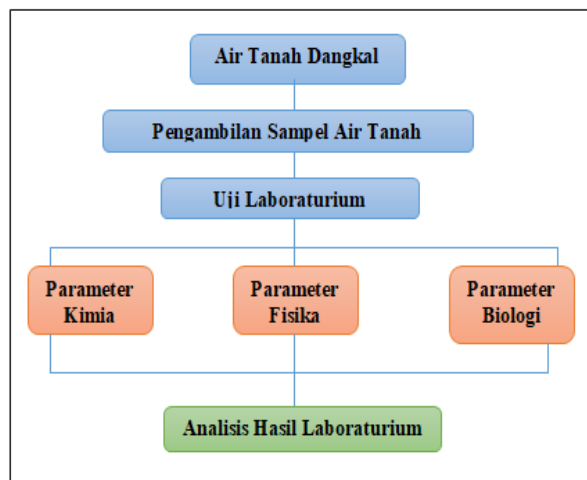 Air Tanah Dangkal
Pengambilan Sampel Air Tanah
Uji Laboraturium
Parameter
Kimia
Parameter
Fisika
Parameter
Biologi
Analisis Hasil Laboraturium